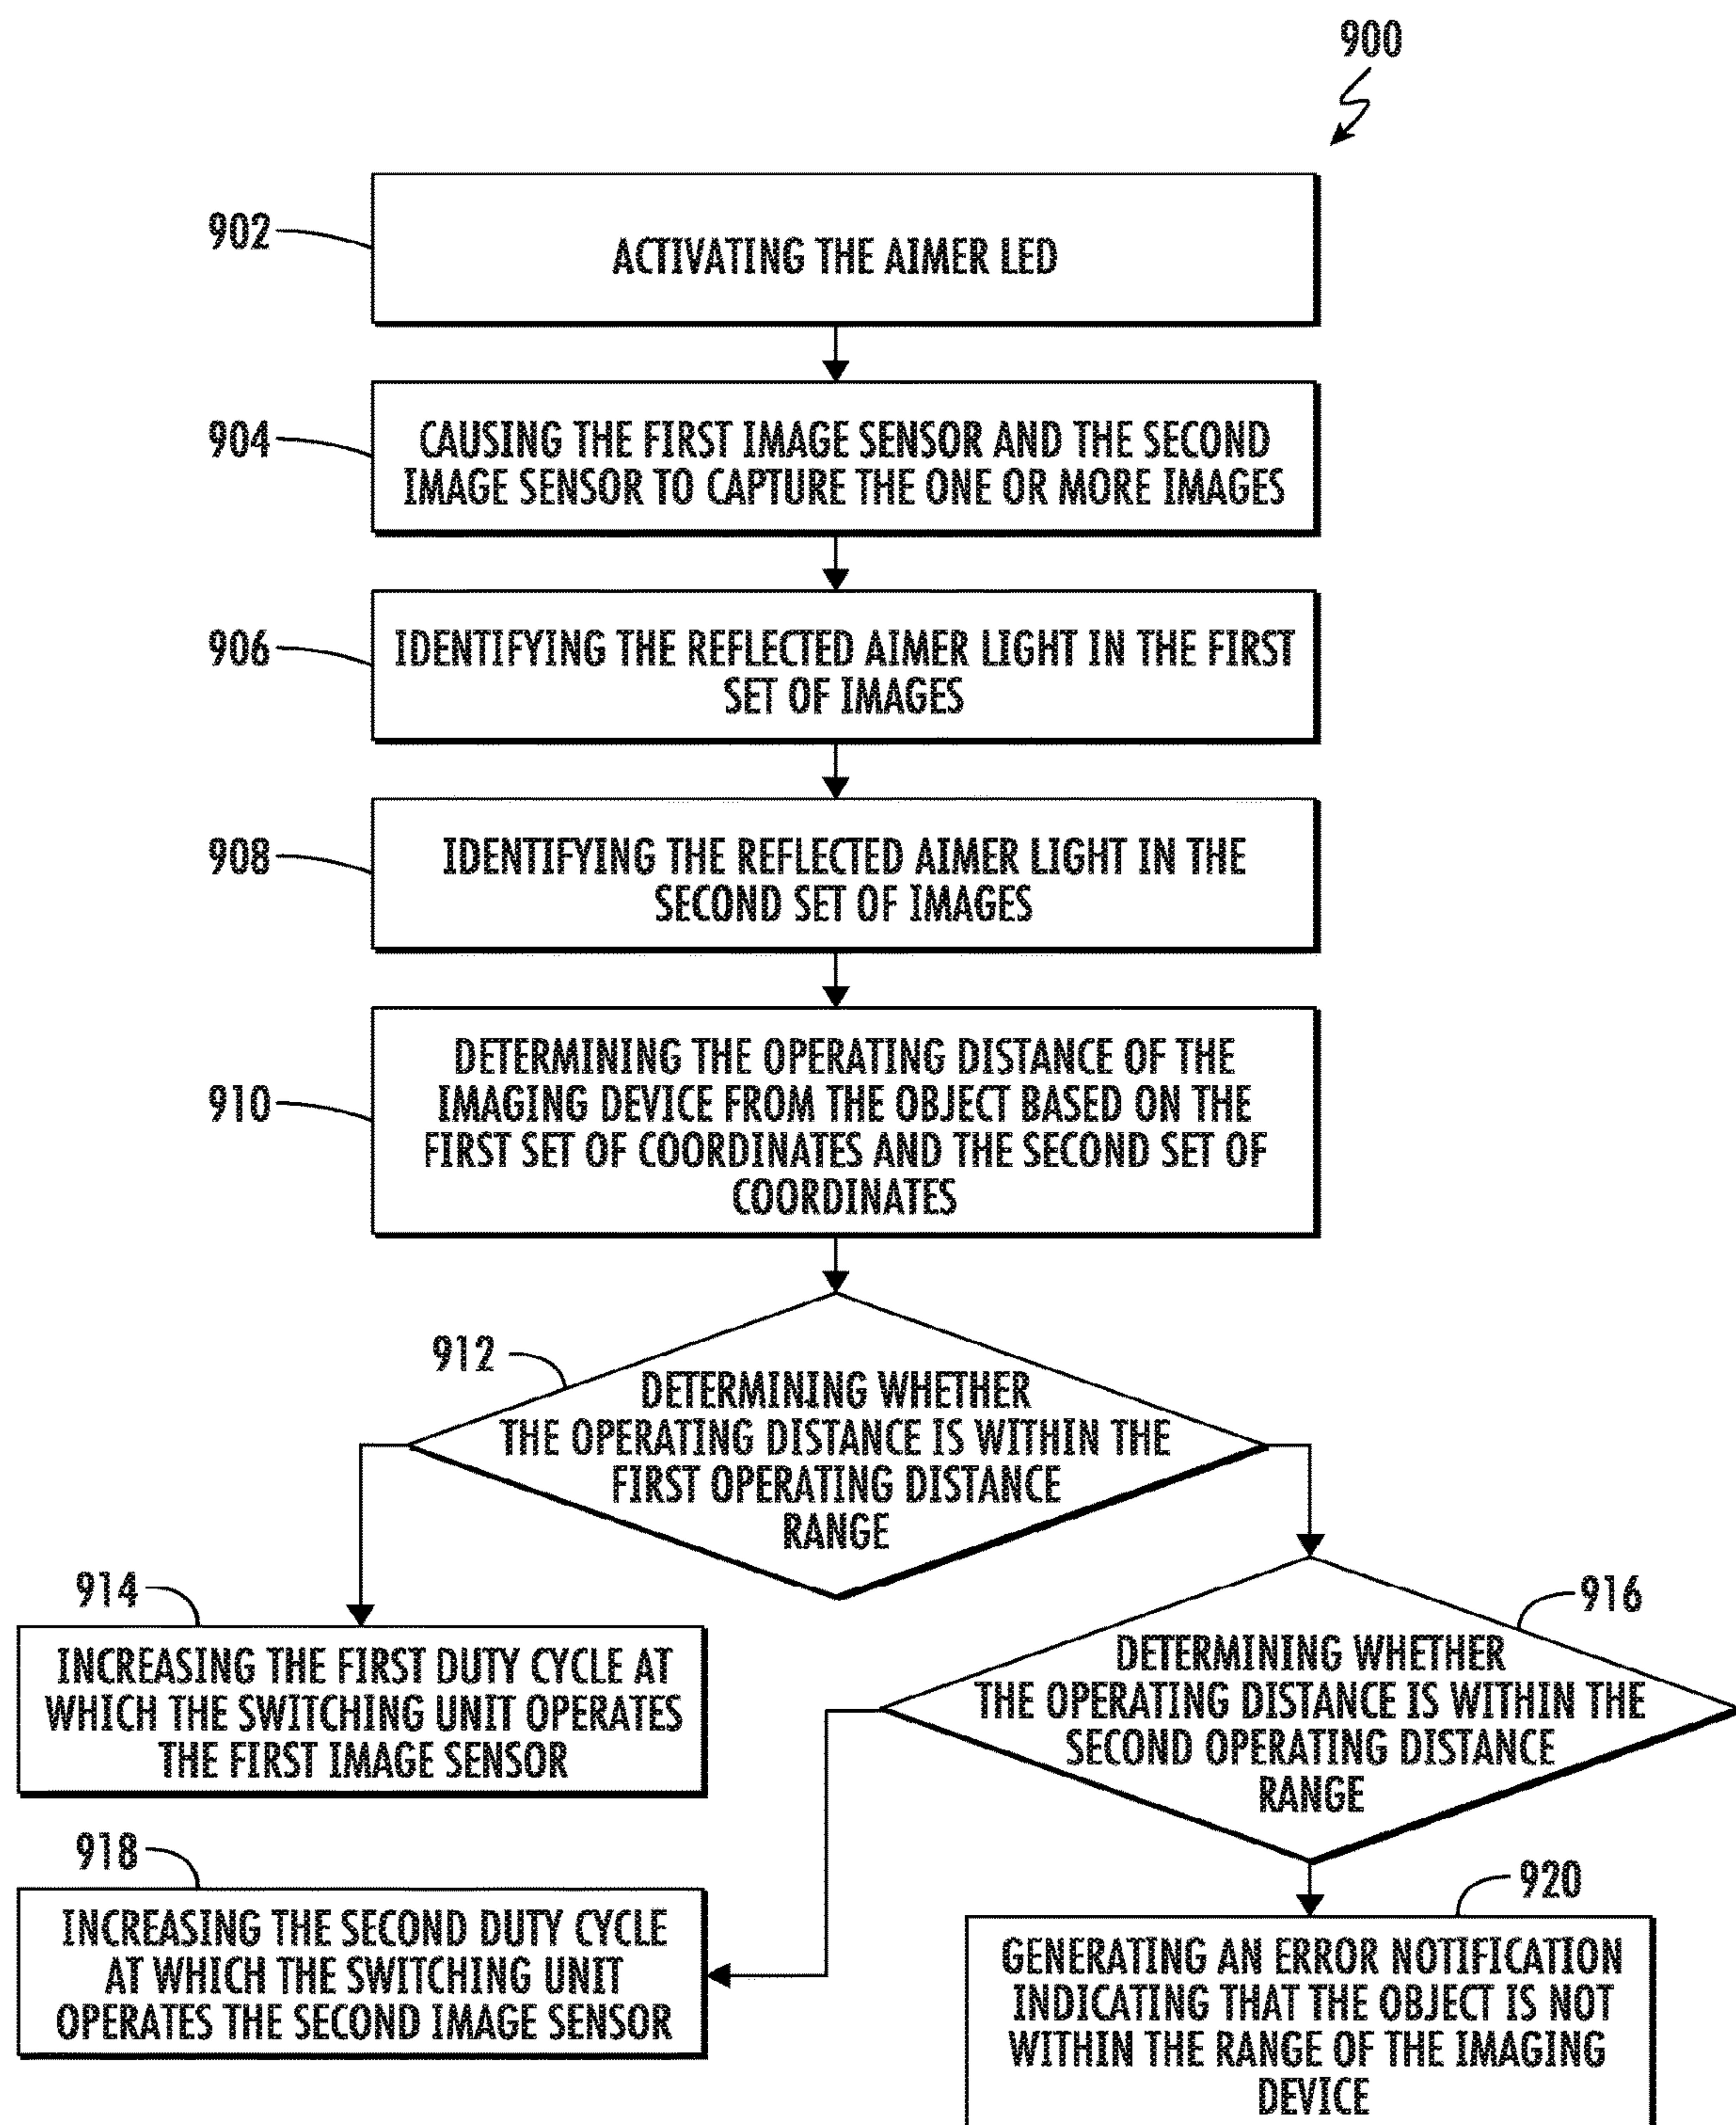 900
902
ACTIVATING THE AIMER LED
904
CAUSING THE FIRST IMAGE SENSOR AND THE SECOND
IMAGE SENSOR TO CAPTURE THE ONE OR MORE IMAGES
906
IDENTIFYING THE REFLECTED AIMER LIGHT IN THE FIRST
SET OF IMAGES
908
IDENTIFYING THE REFLECTED AIMER LIGHT IN THE
SECOND SET OF IMAGES
910
DETERMINING THE OPERATING DISTANCE OF THE
IMAGING DEVICE FROM THE OBJECT BASED ON THE
FIRST SET OF COORDINATES AND THE SECOND SET OF
COORDINATES
912
DETERMINING WHETHER
THE OPERATING DISTANCE IS WITHIN THE
FIRST OPERATING DISTANCE
RANGE
914
INCREASING THE FIRST DUTY CYCLE AT
WHICH THE SWITCHING UNIT OPERATES
THE FIRST IMAGE SENSOR
916
DETERMINING WHETHER
THE OPERATING DISTANCE IS WITHIN THE
SECOND OPERATING DISTANCE
RANGE
918
INCREASING THE SECOND DUTY CYCLE
AT WHICH THE SWITCHING UNIT
OPERATES THE SECOND IMAGE SENSOR
920
GENERATING AN ERROR NOTIFICATION
INDICATING THAT THE OBJECT IS NOT
WITHIN THE RANGE OF THE IMAGING
DEVICE